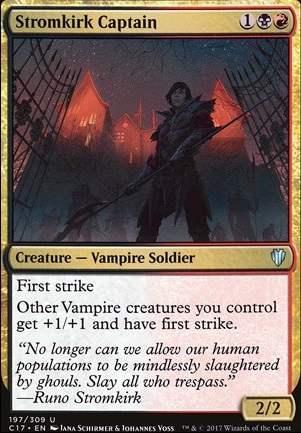 Stromkirk Captain 1
Creature — Vampire Soldier
First strike
Other Vampire creatures you control
get +1/+1 and have first strike.
“No longer can we allow our human
populations to be mindlessly slaughtered
by ghouls. Slay all who trespass.”
—Runo Stromkirk
2/2
197/309 U
C17 • EN Jana Schirmer & Johannes Voss ™ & © 2017 Wizards of the Coast